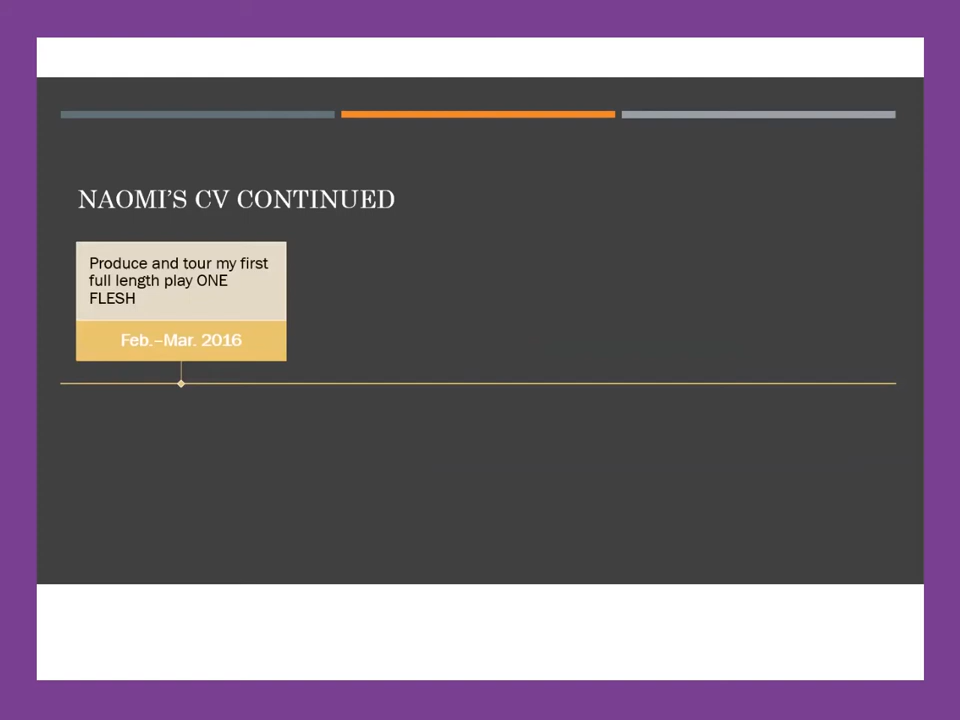 NAOMI’S CV CONTINUED
Produce and tour my first
full length play ONE
FLESH
Feb.–Mar. 2016